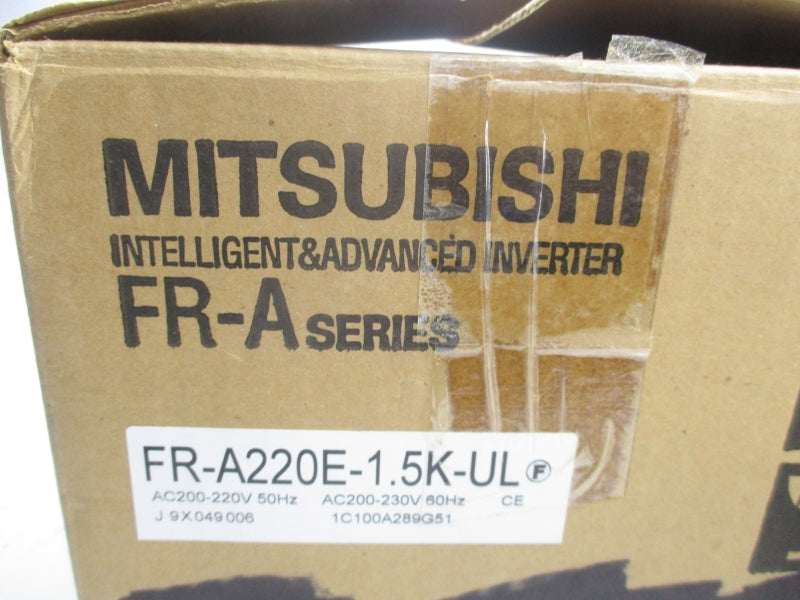 MITSUBISHI
INTELLIGENT&ADVANCED INVERTER
FR-A SERIES
FR-A220E-1.5K-UL Ⓕ
AC200-220V 50Hz AC200-230V 60Hz CE
J 9X049006 1C100A289G51